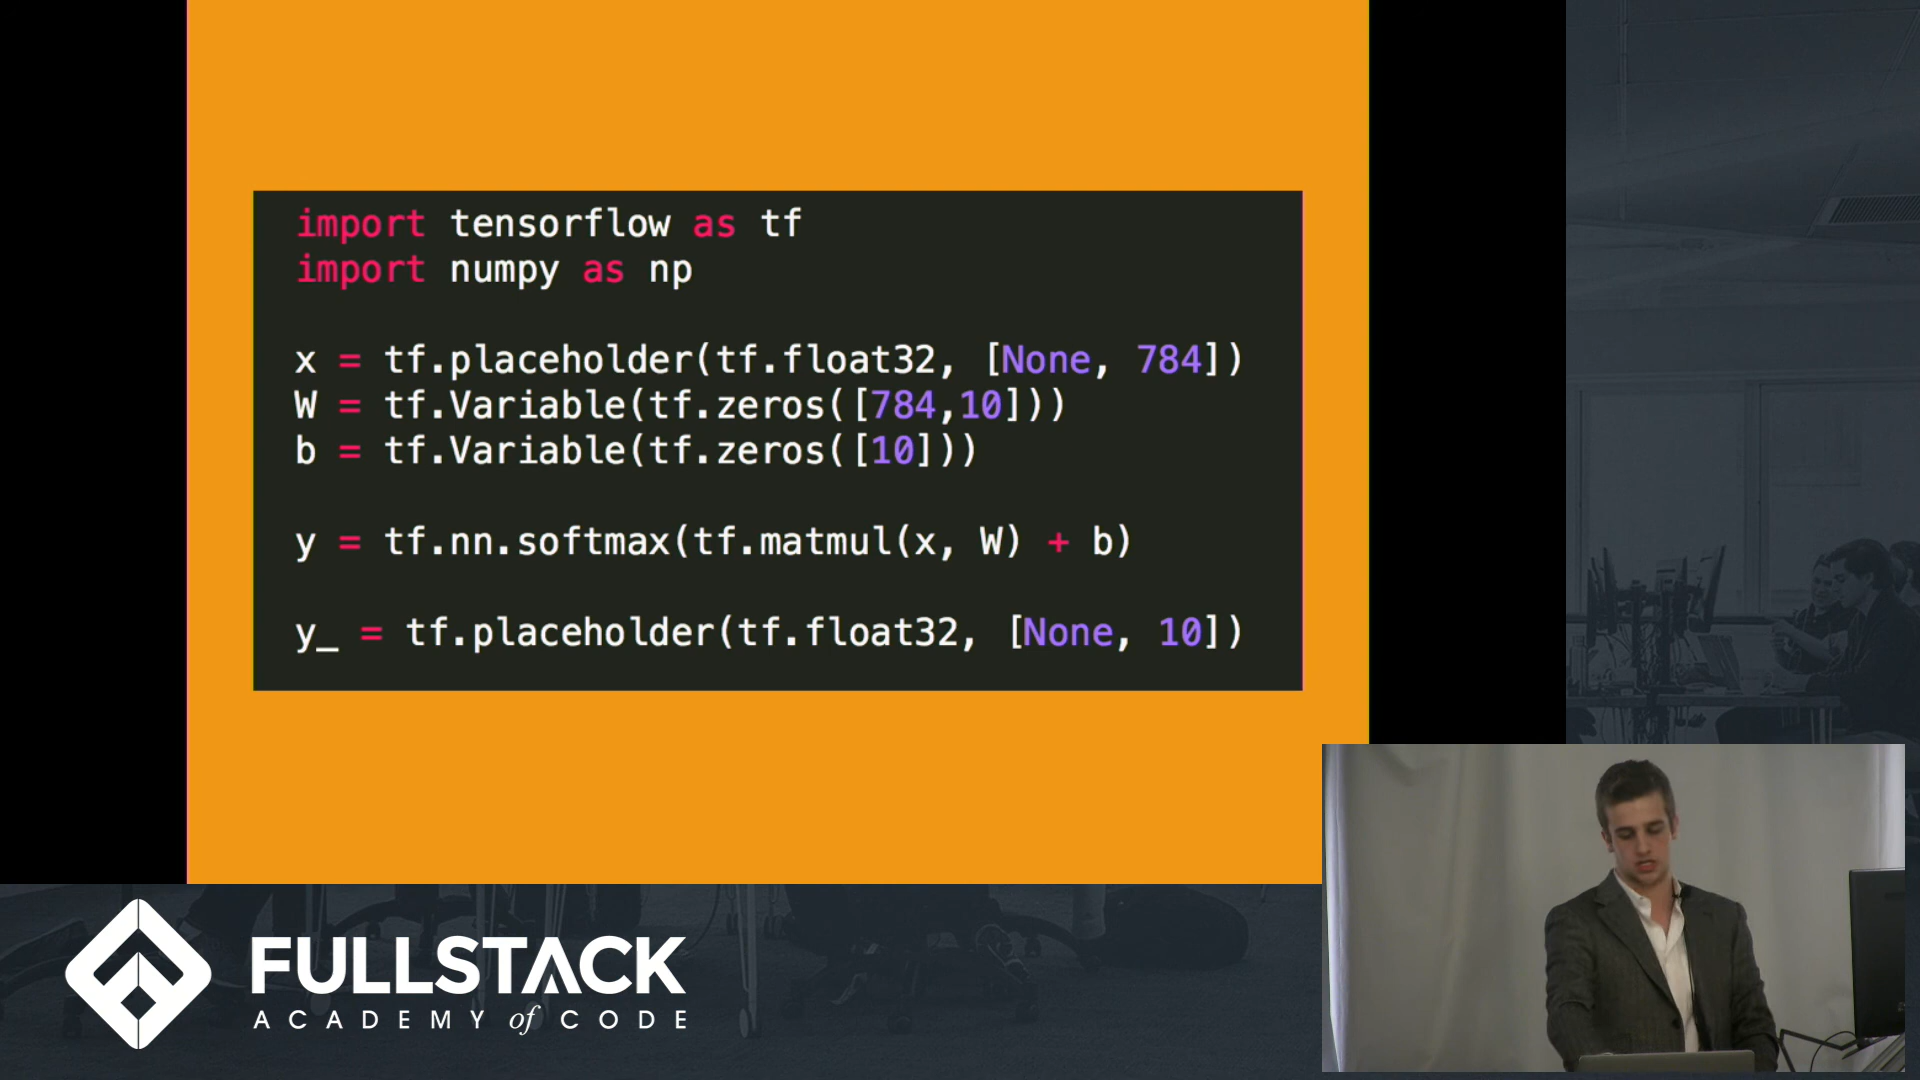 import tensorflow as tf
import numpy as np
x = tf.placeholder(tf.float32, [None, 784])
W = tf.Variable(tf.zeros([784,10]))
b = tf.Variable(tf.zeros([10]))
y = tf.nn.softmax(tf.matmul(x, W) + b)
y_ = tf.placeholder(tf.float32, [None, 10])
FULLSTACK
ACADEMY of CODE